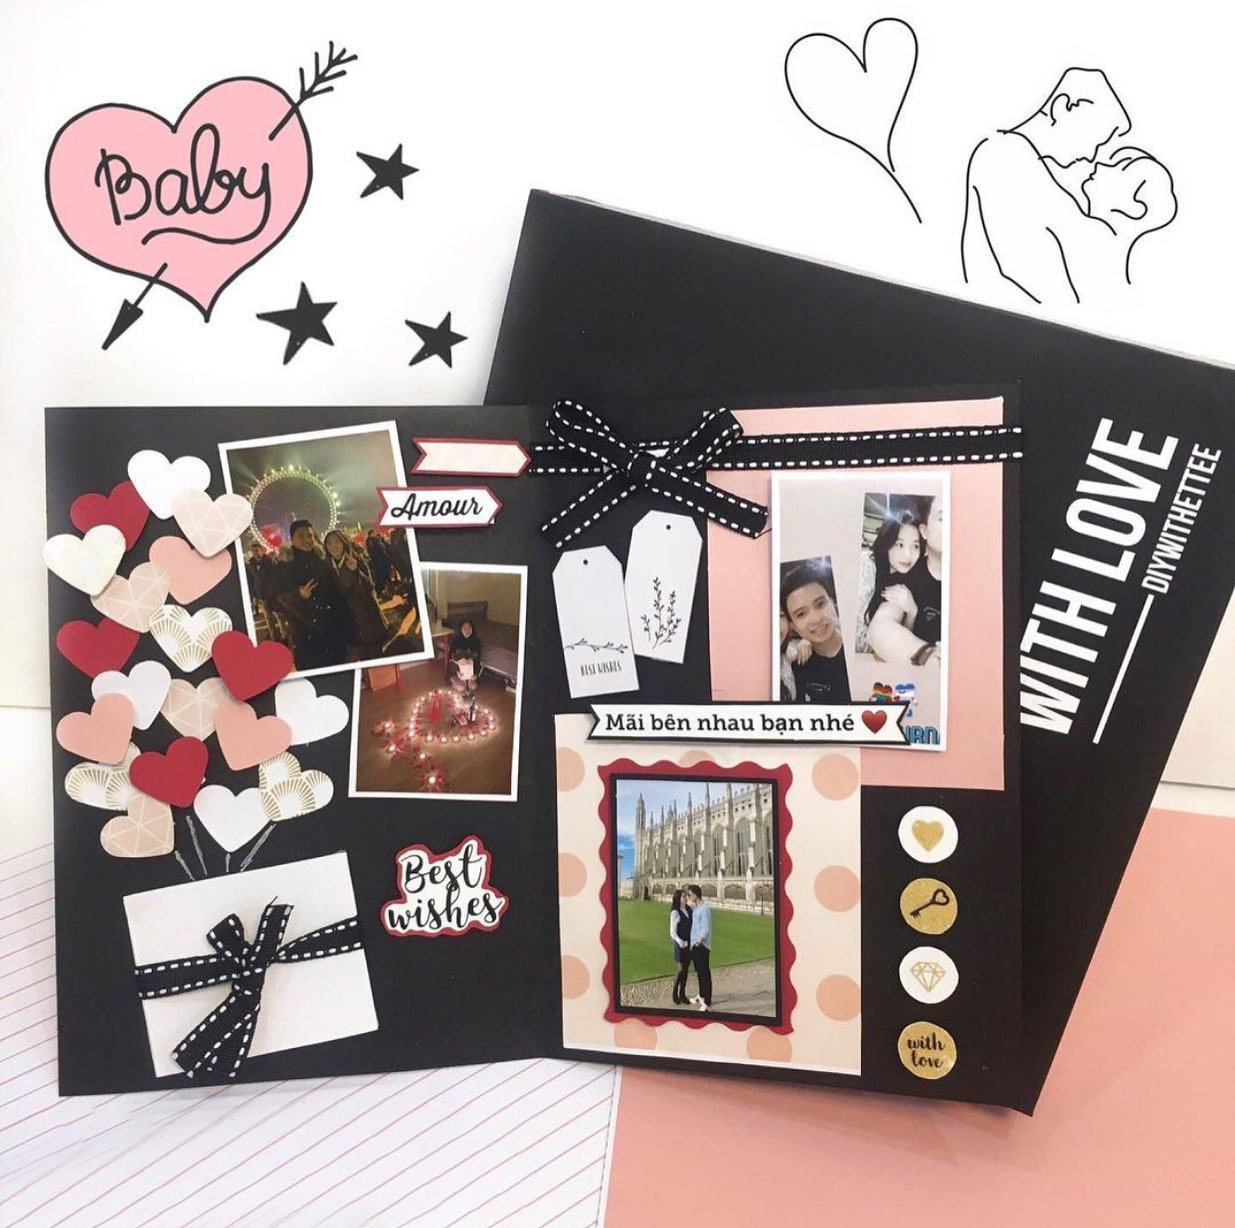 Baby
Amour
BEST WISHES
Mãi bên nhau bạn nhé
Best
wishes
with
love
WITH LOVE
DIYWITHETTEE